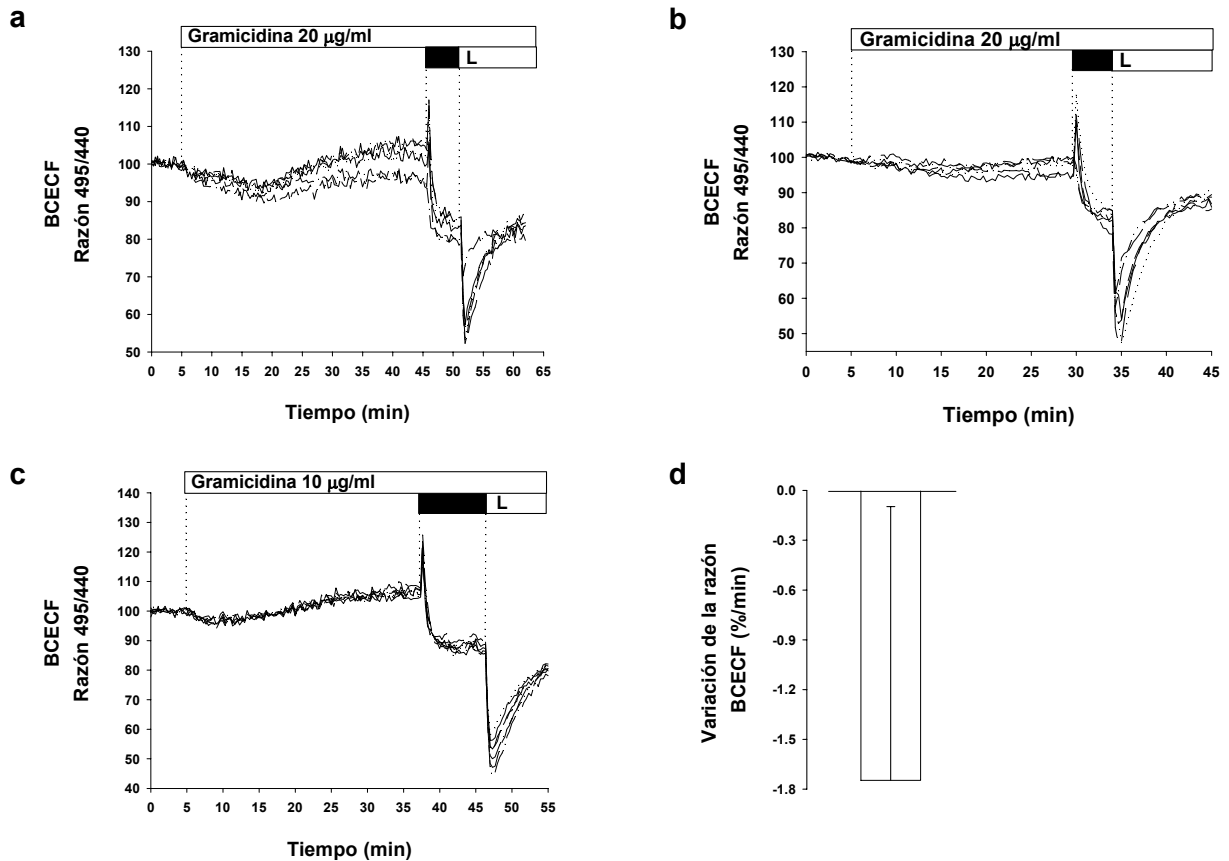 a
Gramicidina 20 μg/ml
L
130
120
110
100
90
80
70
60
50
BCECF
Razón 495/440
0 5 10 15 20 25 30 35 40 45 50 55 60 65
Tiempo (min)
b
Gramicidina 20 μg/ml
L
130
120
110
100
90
80
70
60
50
BCECF
Razón 495/440
0 5 10 15 20 25 30 35 40 45
Tiempo (min)
c
Gramicidina 10 μg/ml
L
140
130
120
110
100
90
80
70
60
50
40
BCECF
Razón 495/440
0 5 10 15 20 25 30 35 40 45 50 55
Tiempo (min)
d
0.0
-0.3
-0.6
-0.9
-1.2
-1.5
-1.8
Variación de la razón
BCECF (%/min)